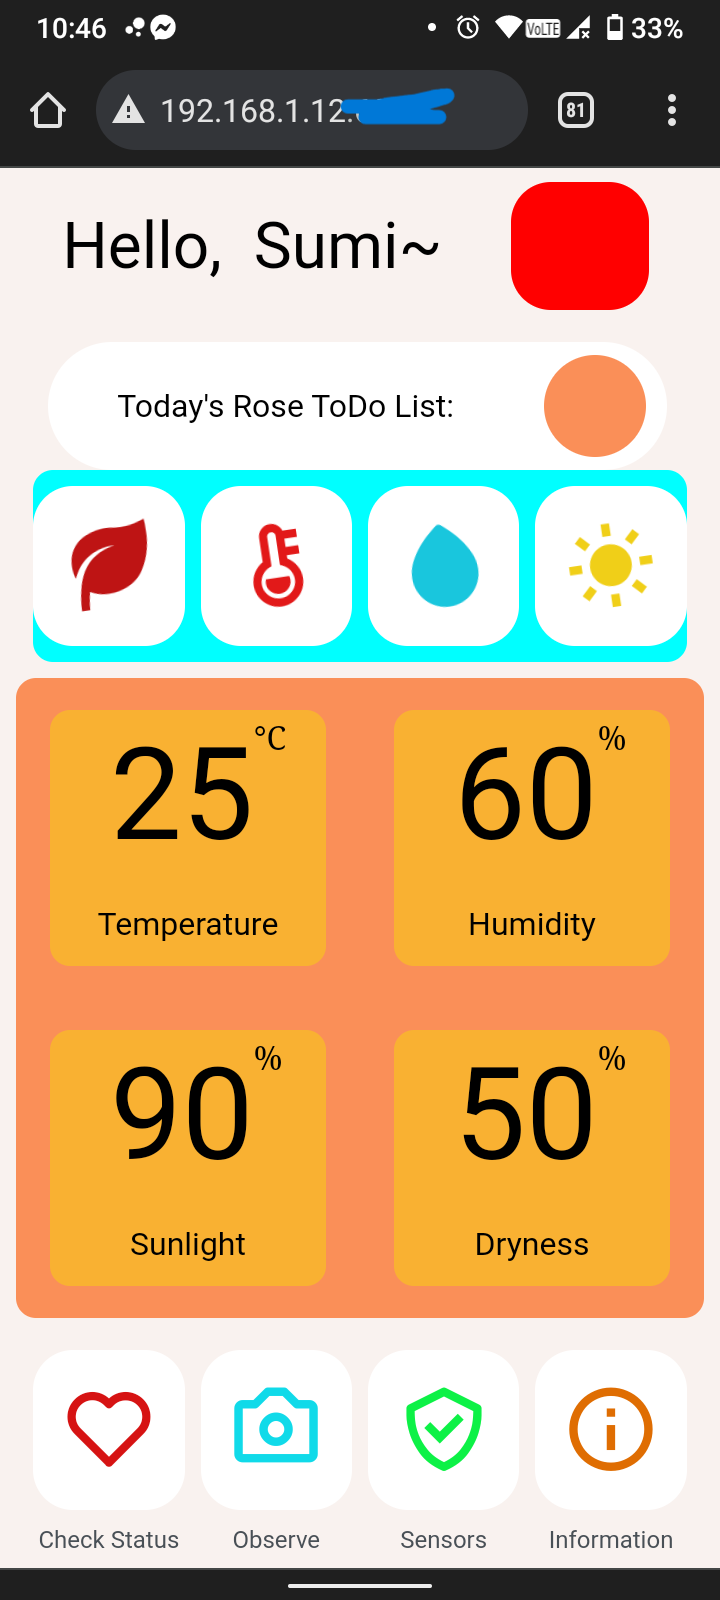 10:46 VoLTE 33%
192.168.1.12. 81
Hello, Sumi~
Today's Rose ToDo List:
25 °C 60 %
Temperature Humidity
90 % 50 %
Sunlight Dryness
Check Status Observe Sensors Information